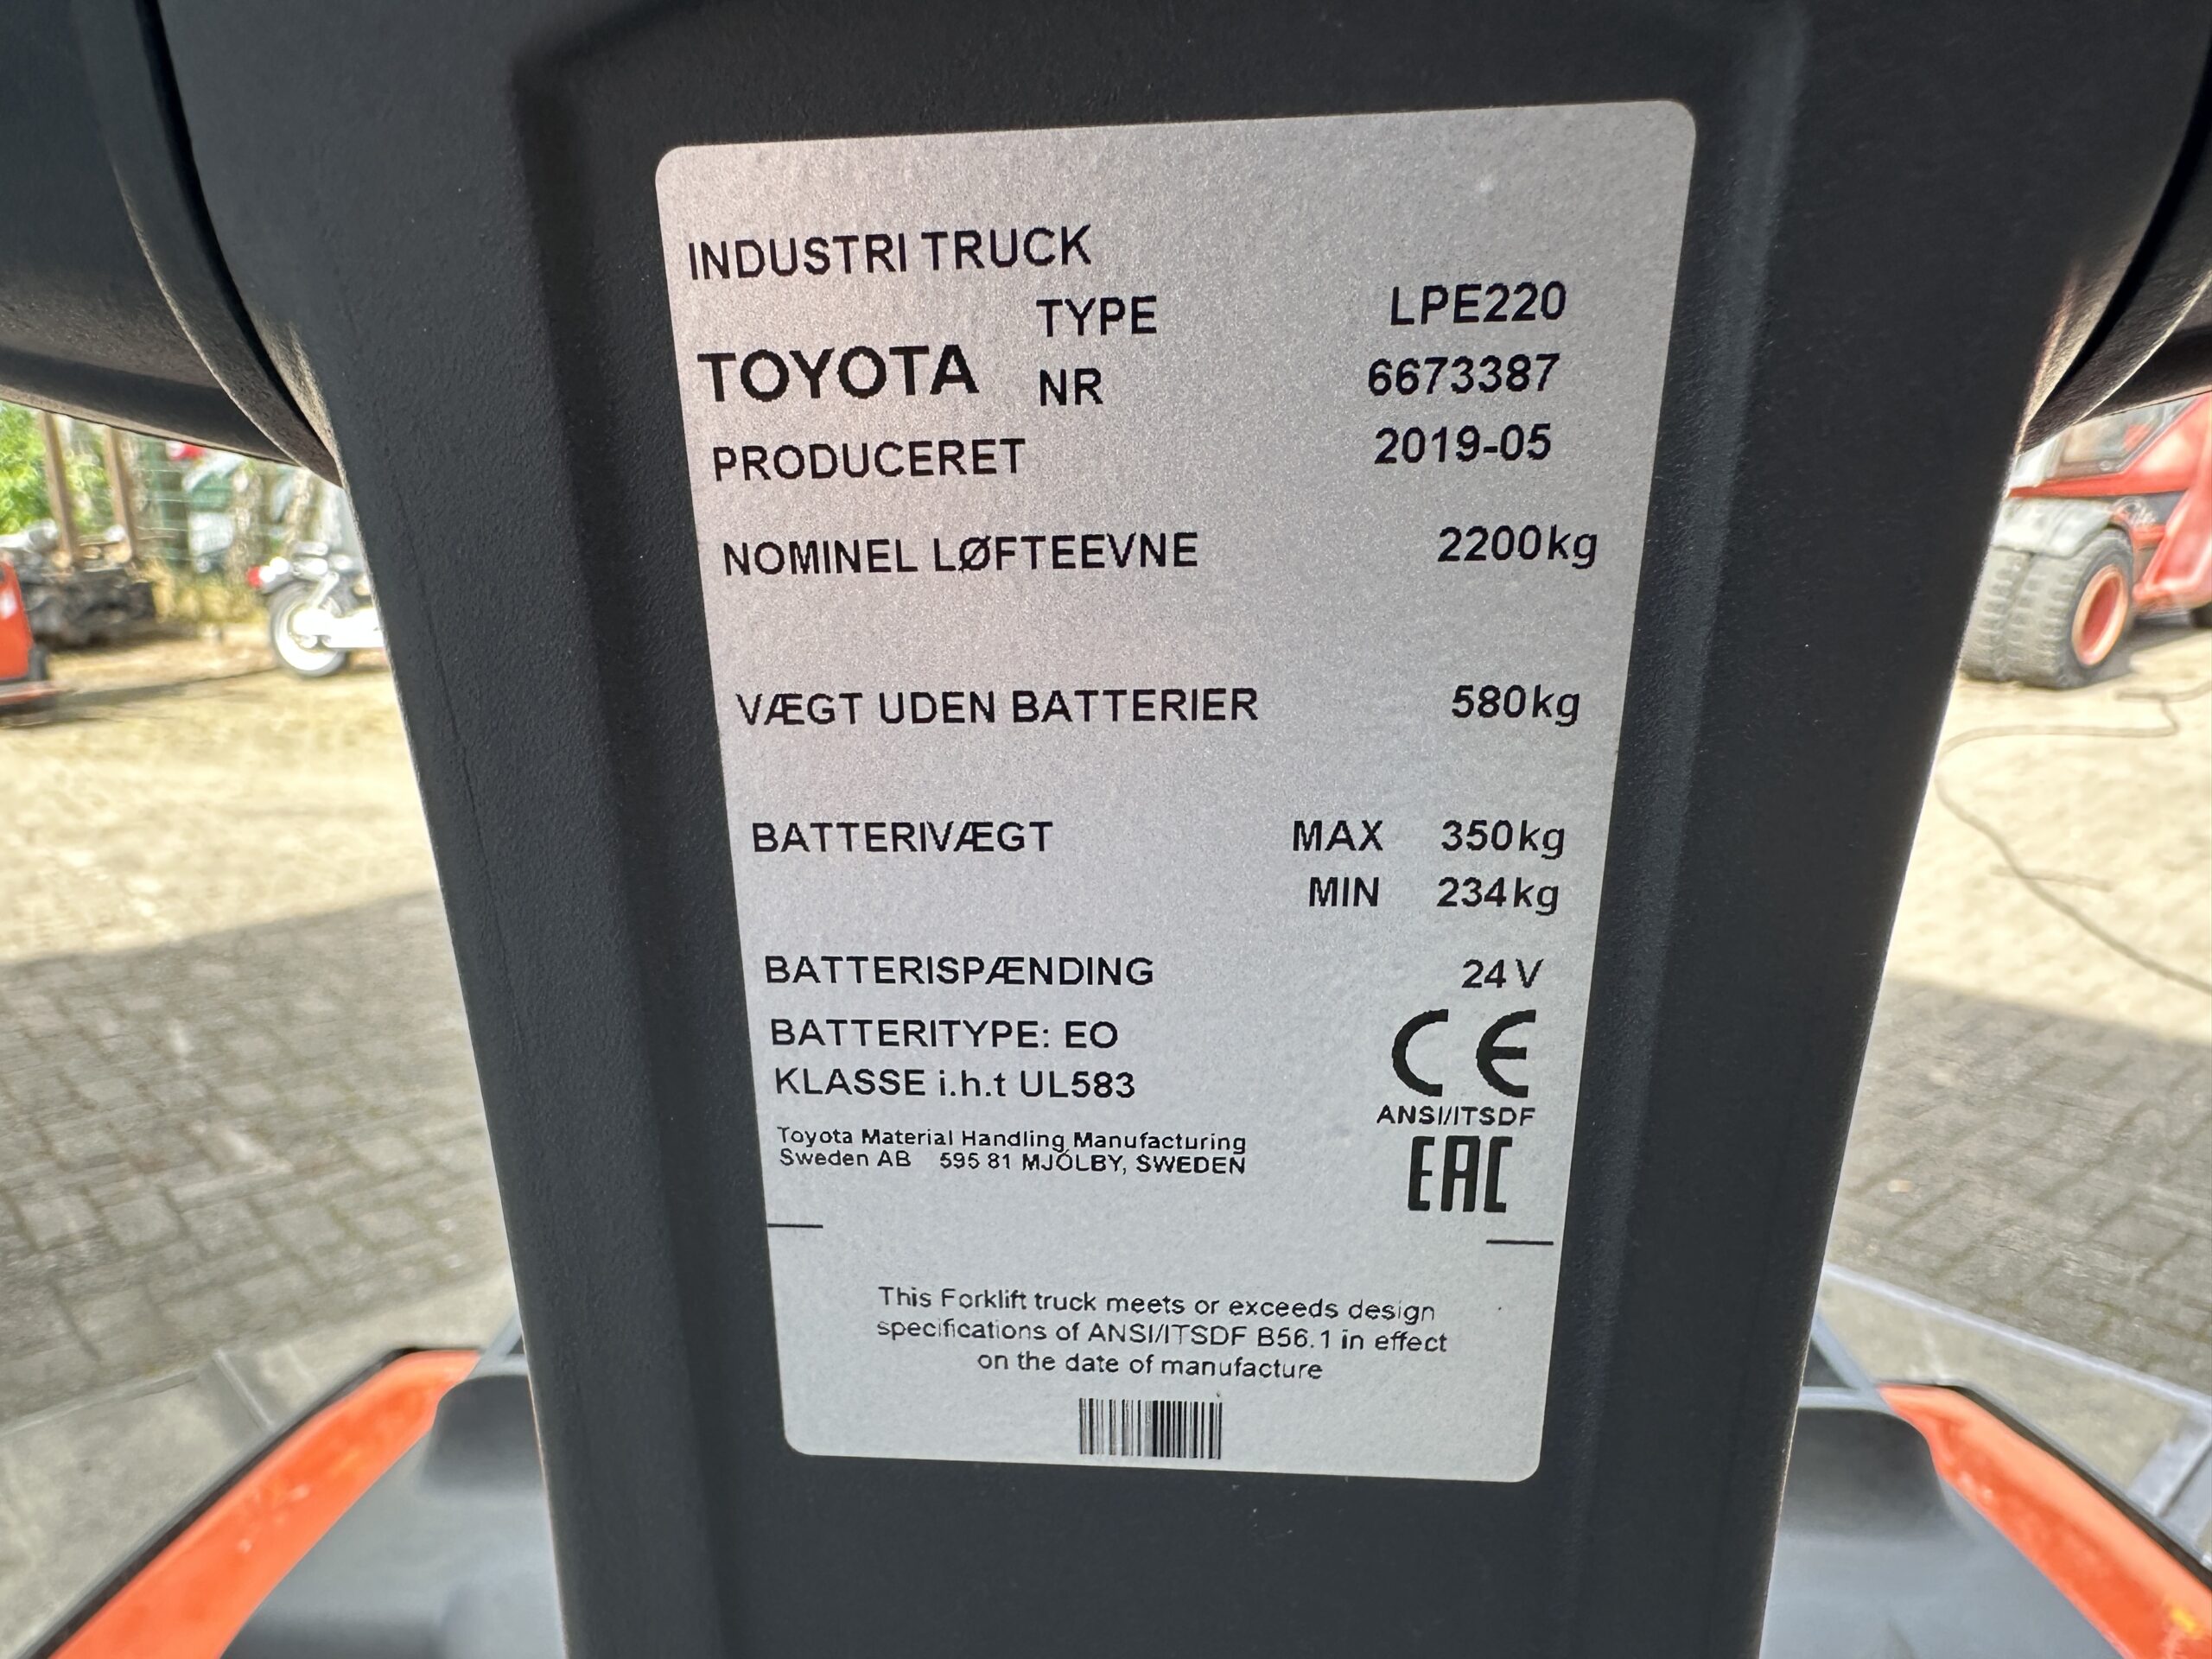 INDUSTRI TRUCK
TYPE LPE220
TOYOTA NR 6673387
PRODUCERET 2019-05
NOMINEL LØFTEEVNE 2200kg
VÆGT UDEN BATTERIER 580kg
BATTERIVÆGT MAX 350kg
MIN 234kg
BATTERISPÆNDING 24V
BATTERITYPE: EO
KLASSE i.h.t UL583
CE
ANSI/ITSDF
EAC
Toyota Material Handling Manufacturing
Sweden AB 595 81 MJÖLBY, SWEDEN
This Forklift truck meets or exceeds design
specifications of ANSI/ITSDF B56.1 in effect
on the date of manufacture